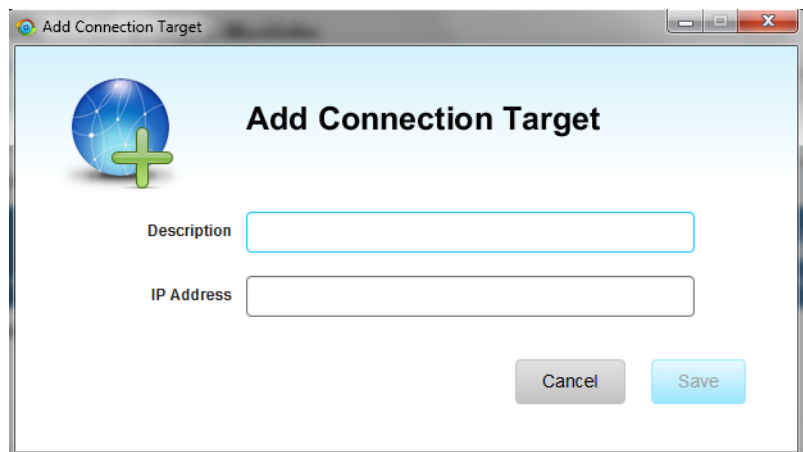 Add Connection Target
Add Connection Target
Description
IP Address
Cancel
Save